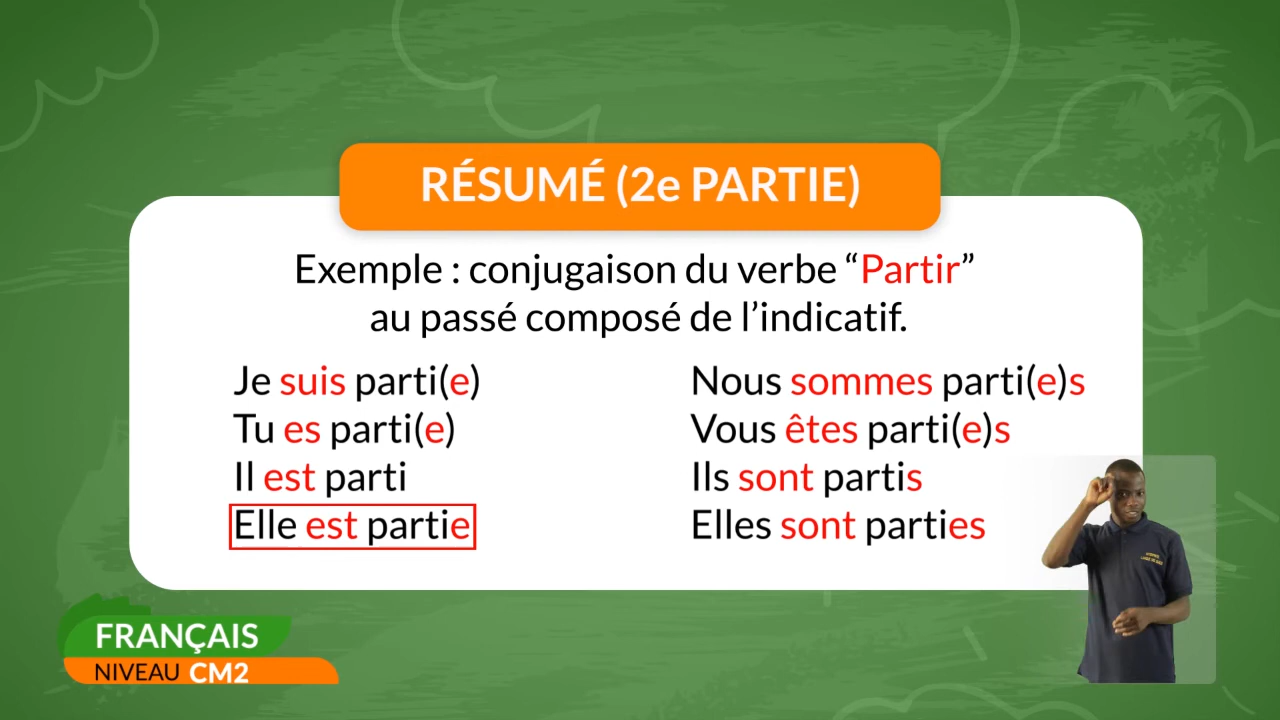 RÉSUMÉ (2e PARTIE)
Exemple : conjugaison du verbe “Partir”
au passé composé de l’indicatif.
Je suis parti(e)
Tu es parti(e)
Il est parti
Elle est partie
Nous sommes parti(e)s
Vous êtes parti(e)s
Ils sont partis
Elles sont parties
FRANÇAIS
NIVEAU CM2